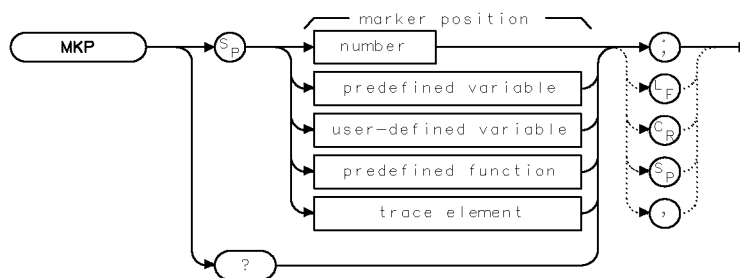 marker position
MKP
SP
number
;
predefined variable
LF
user-defined variable
CR
predefined function
SP
trace element
,
?